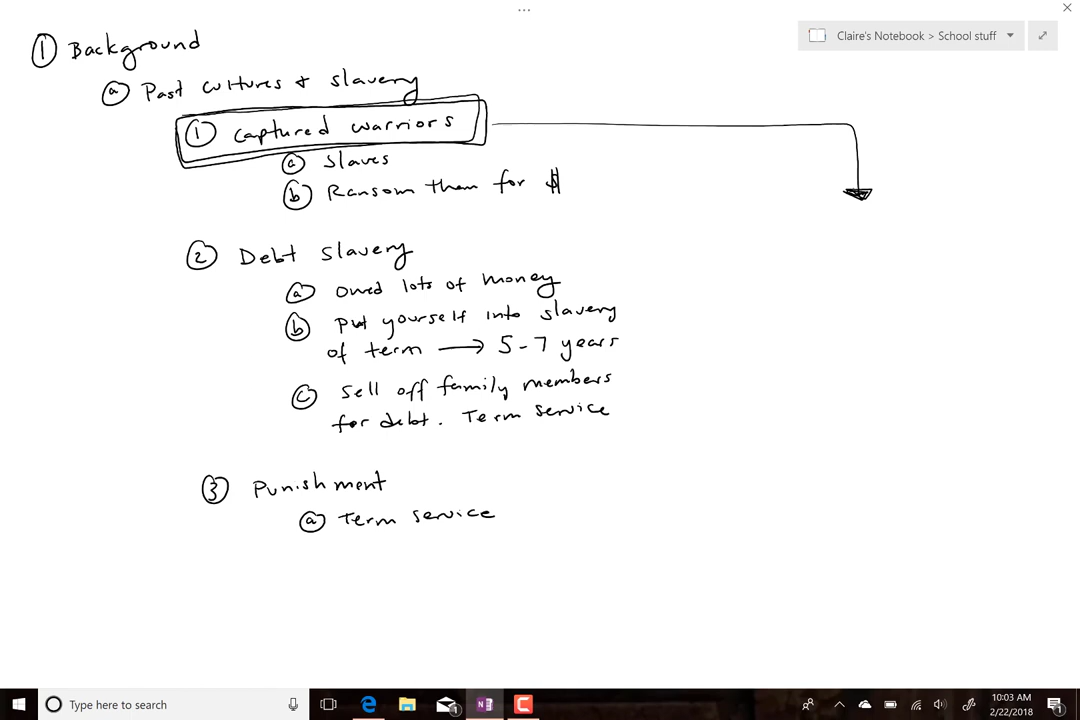 ...
Claire's Notebook > School stuff
① Background
ⓐ Past cultures & slavery
① Captured warriors
ⓐ Slaves
ⓑ Ransom them for $
② Debt slavery
ⓐ owed lots of money
ⓑ Put yourself into slavery
of term → 5-7 years
ⓒ Sell off family members
for debt. Term service
③ Punishment
ⓐ Term service
Type here to search
10:03 AM
2/22/2018